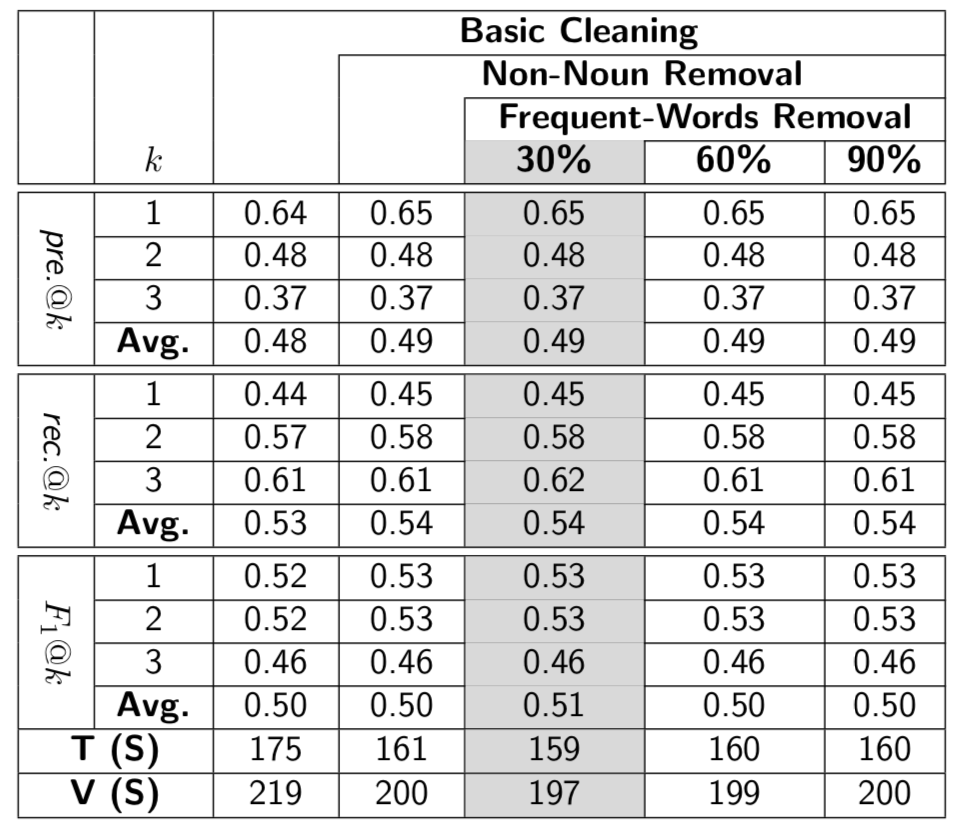 Basic Cleaning
Non-Noun Removal
Frequent-Words Removal
k 30% 60% 90%
pre.@k
1 0.64 0.65 0.65 0.65 0.65
2 0.48 0.48 0.48 0.48 0.48
3 0.37 0.37 0.37 0.37 0.37
Avg. 0.48 0.49 0.49 0.49 0.49
rec.@k
1 0.44 0.45 0.45 0.45 0.45
2 0.57 0.58 0.58 0.58 0.58
3 0.61 0.61 0.62 0.61 0.61
Avg. 0.53 0.54 0.54 0.54 0.54
F₁@k
1 0.52 0.53 0.53 0.53 0.53
2 0.52 0.53 0.53 0.53 0.53
3 0.46 0.46 0.46 0.46 0.46
Avg. 0.50 0.50 0.51 0.50 0.50
T (S) 175 161 159 160 160
V (S) 219 200 197 199 200